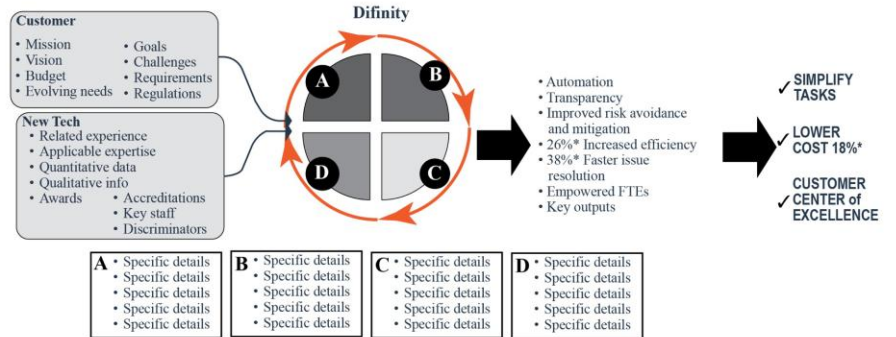 Customer
• Mission
• Vision
• Budget
• Evolving needs
• Goals
• Challenges
• Requirements
• Regulations
New Tech
• Related experience
• Applicable expertise
• Quantitative data
• Qualitative info
• Awards
• Accreditations
• Key staff
• Discriminators
Difinity
A
B
D
C
• Automation
• Transparency
• Improved risk avoidance
and mitigation
• 26%* Increased efficiency
• 38%* Faster issue
resolution
• Empowered FTEs
• Key outputs
✓ SIMPLIFY
TASKS
✓ LOWER
COST 18%*
CUSTOMER
✓ CENTER of
EXCELLENCE
A
• Specific details
• Specific details
• Specific details
• Specific details
• Specific details
B
• Specific details
• Specific details
• Specific details
• Specific details
• Specific details
C
• Specific details
• Specific details
• Specific details
• Specific details
• Specific details
D
• Specific details
• Specific details
• Specific details
• Specific details
• Specific details